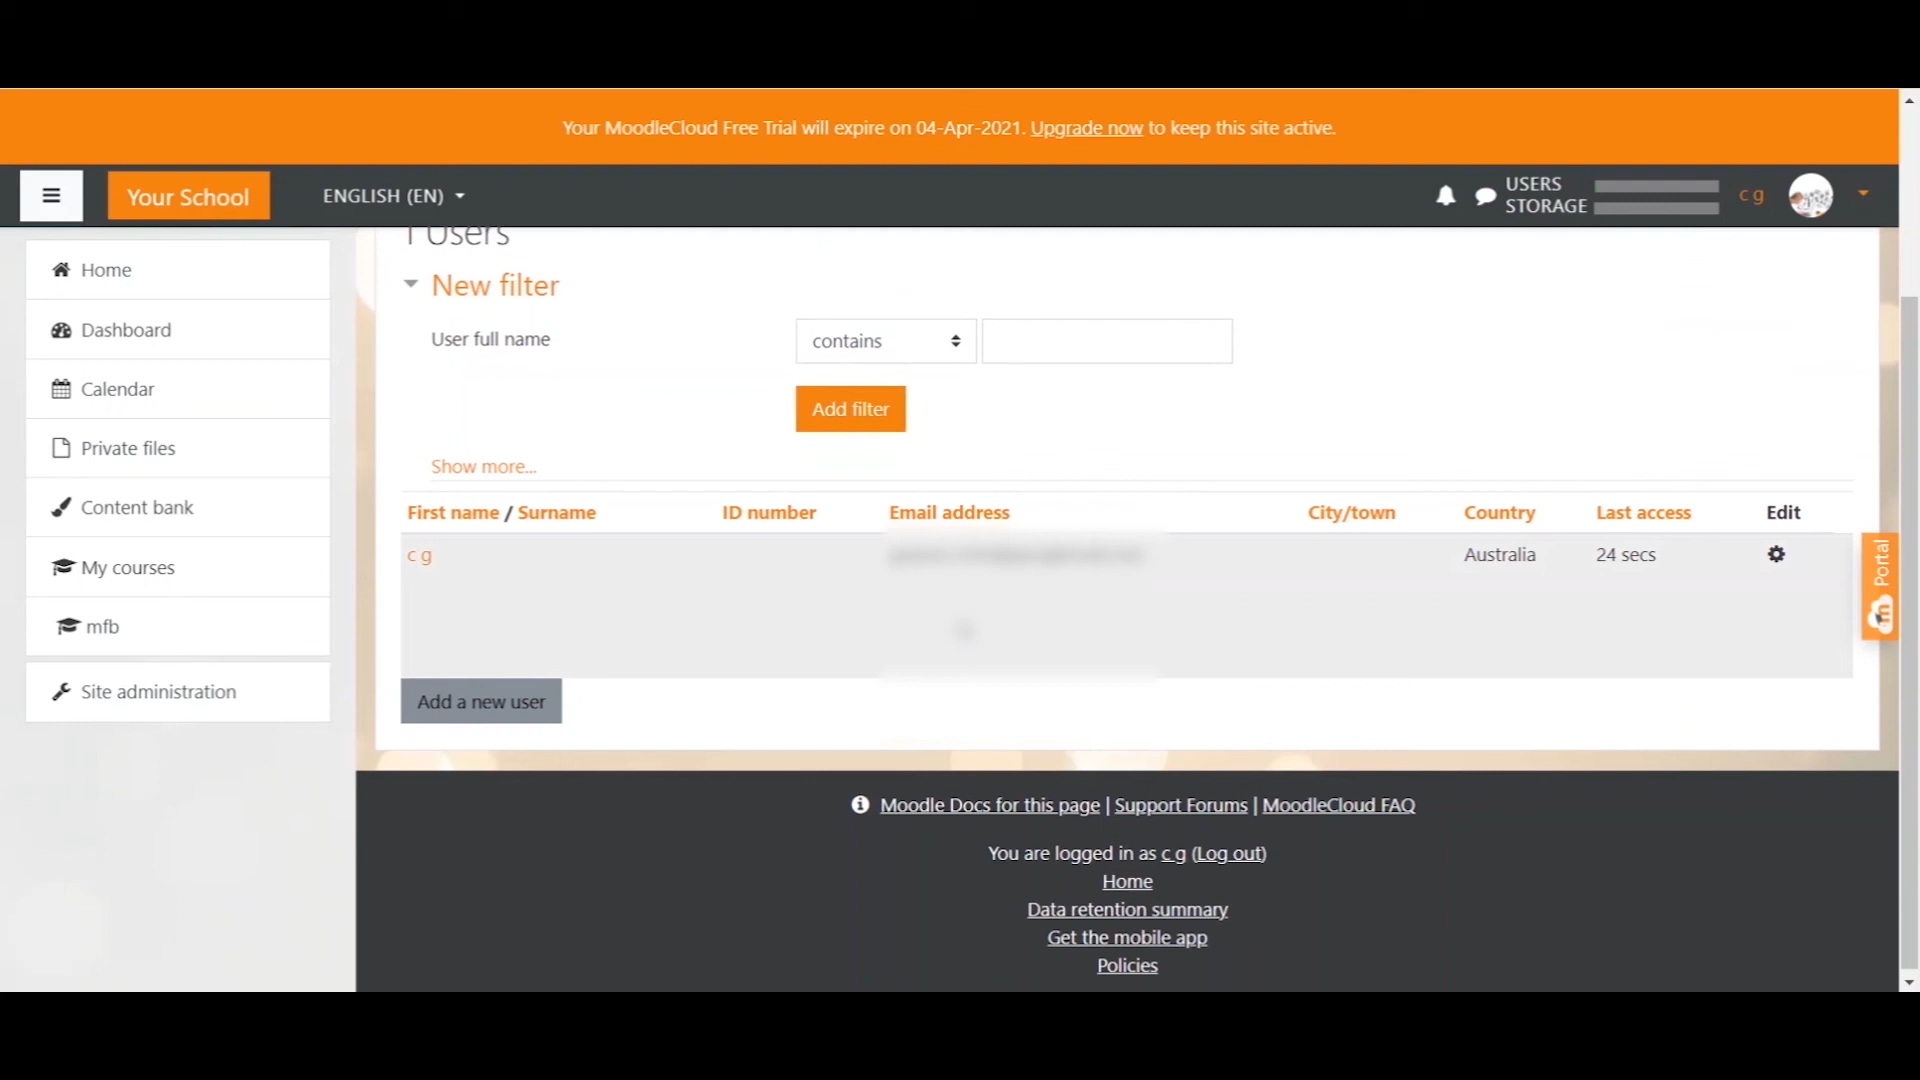 Your MoodleCloud Free Trial will expire on 04-Apr-2021. Upgrade now to keep this site active.
Your School
ENGLISH (EN)
USERS
STORAGE
c g
Home
Dashboard
Calendar
Private files
Content bank
My courses
mfb
Site administration
1 Users
New filter
User full name
contains
Add filter
Show more...
First name / Surname ID number Email address City/town Country Last access Edit
c g Australia 24 secs
Add a new user
Portal
Moodle Docs for this page | Support Forums | MoodleCloud FAQ
You are logged in as c g (Log out)
Home
Data retention summary
Get the mobile app
Policies